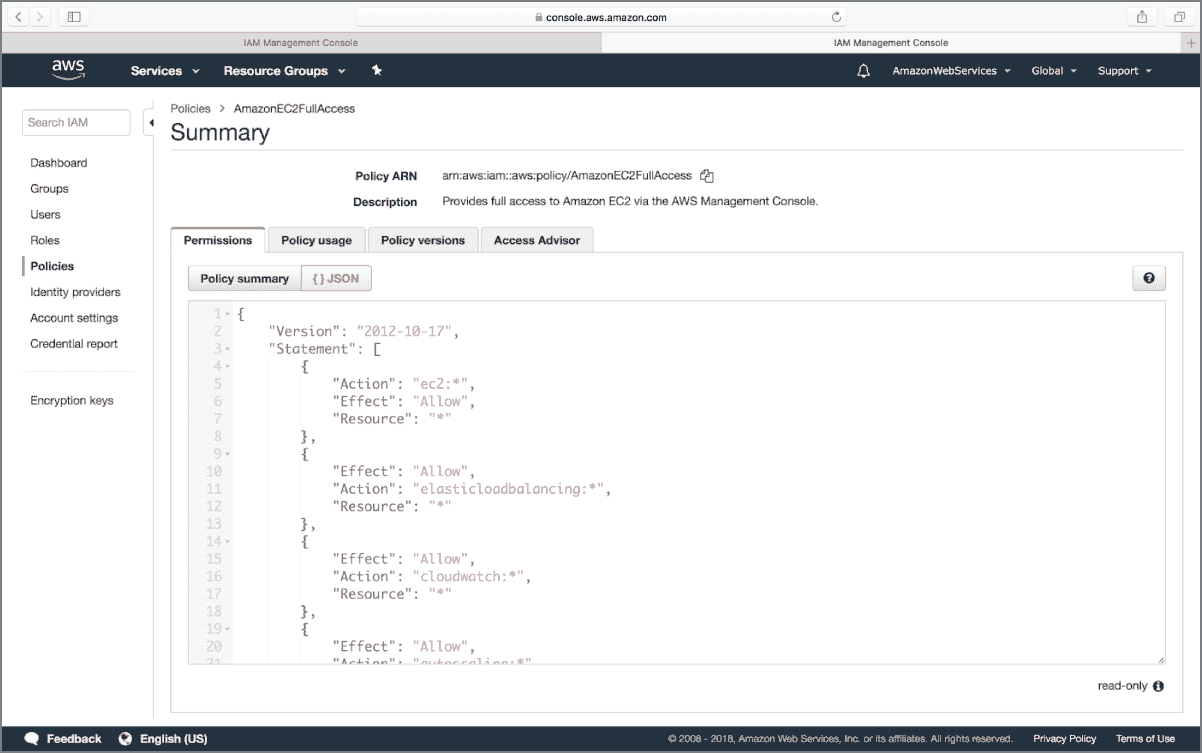 console.aws.amazon.com
IAM Management Console
IAM Management Console
aws
Services
Resource Groups
AmazonWebServices
Global
Support
Search IAM
Dashboard
Groups
Users
Roles
Policies
Identity providers
Account settings
Credential report
Encryption keys
Policies > AmazonEC2FullAccess
Summary
Policy ARN arn:aws:iam::aws:policy/AmazonEC2FullAccess
Description Provides full access to Amazon EC2 via the AWS Management Console.
Permissions Policy usage Policy versions Access Advisor
Policy summary { } JSON
?
1 {
2 "Version": "2012-10-17",
3 "Statement": [
4 {
5 "Action": "ec2:*",
6 "Effect": "Allow",
7 "Resource": "*"
8 },
9 {
10 "Effect": "Allow",
11 "Action": "elasticloadbalancing:*",
12 "Resource": "*"
13 },
14 {
15 "Effect": "Allow",
16 "Action": "cloudwatch:*",
17 "Resource": "*"
18 },
19 {
20 "Effect": "Allow",
21 "Action": "autoscaling:*"
read-only
Feedback
English (US)
© 2008 - 2018, Amazon Web Services, Inc. or its affiliates. All rights reserved.
Privacy Policy
Terms of Use